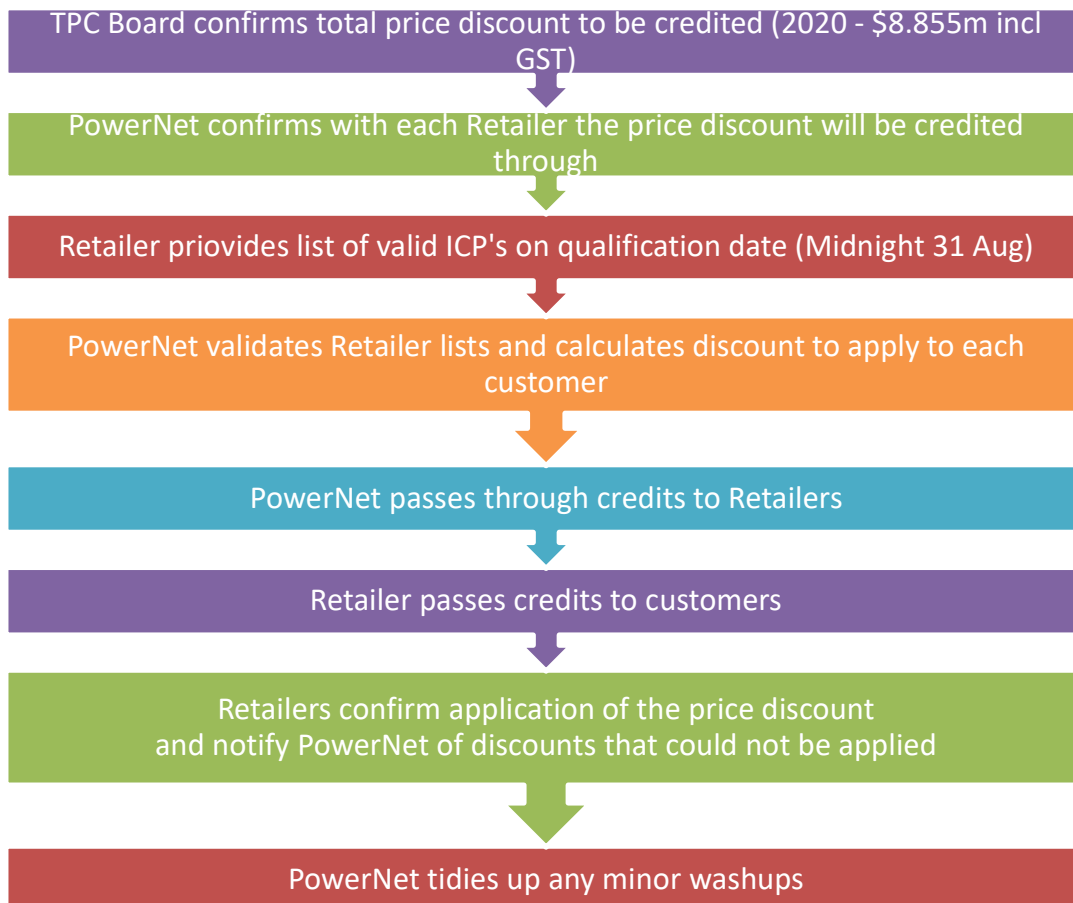 TPC Board confirms total price discount to be credited (2020 - $8.855m incl
GST)
PowerNet confirms with each Retailer the price discount will be credited
through
Retailer priovides list of valid ICP's on qualification date (Midnight 31 Aug)
PowerNet validates Retailer lists and calculates discount to apply to each
customer
PowerNet passes through credits to Retailers
Retailer passes credits to customers
Retailers confirm application of the price discount
and notify PowerNet of discounts that could not be applied
PowerNet tidies up any minor washups